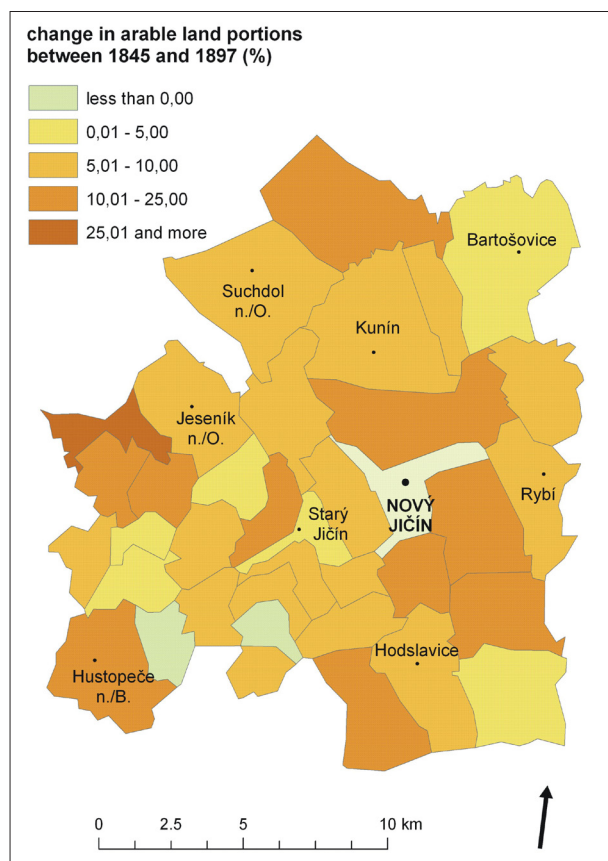 change in arable land portions
between 1845 and 1897 (%)
less than 0,00
0,01 - 5,00
5,01 - 10,00
10,01 - 25,00
25,01 and more
Bartošovice
Suchdol
n./O.
Kunín
Jeseník
n./O.
Rybí
NOVÝ
JIČÍN
Starý
Jičín
Hodslavice
Hustopeče
n./B.
0 2.5 5 10 km